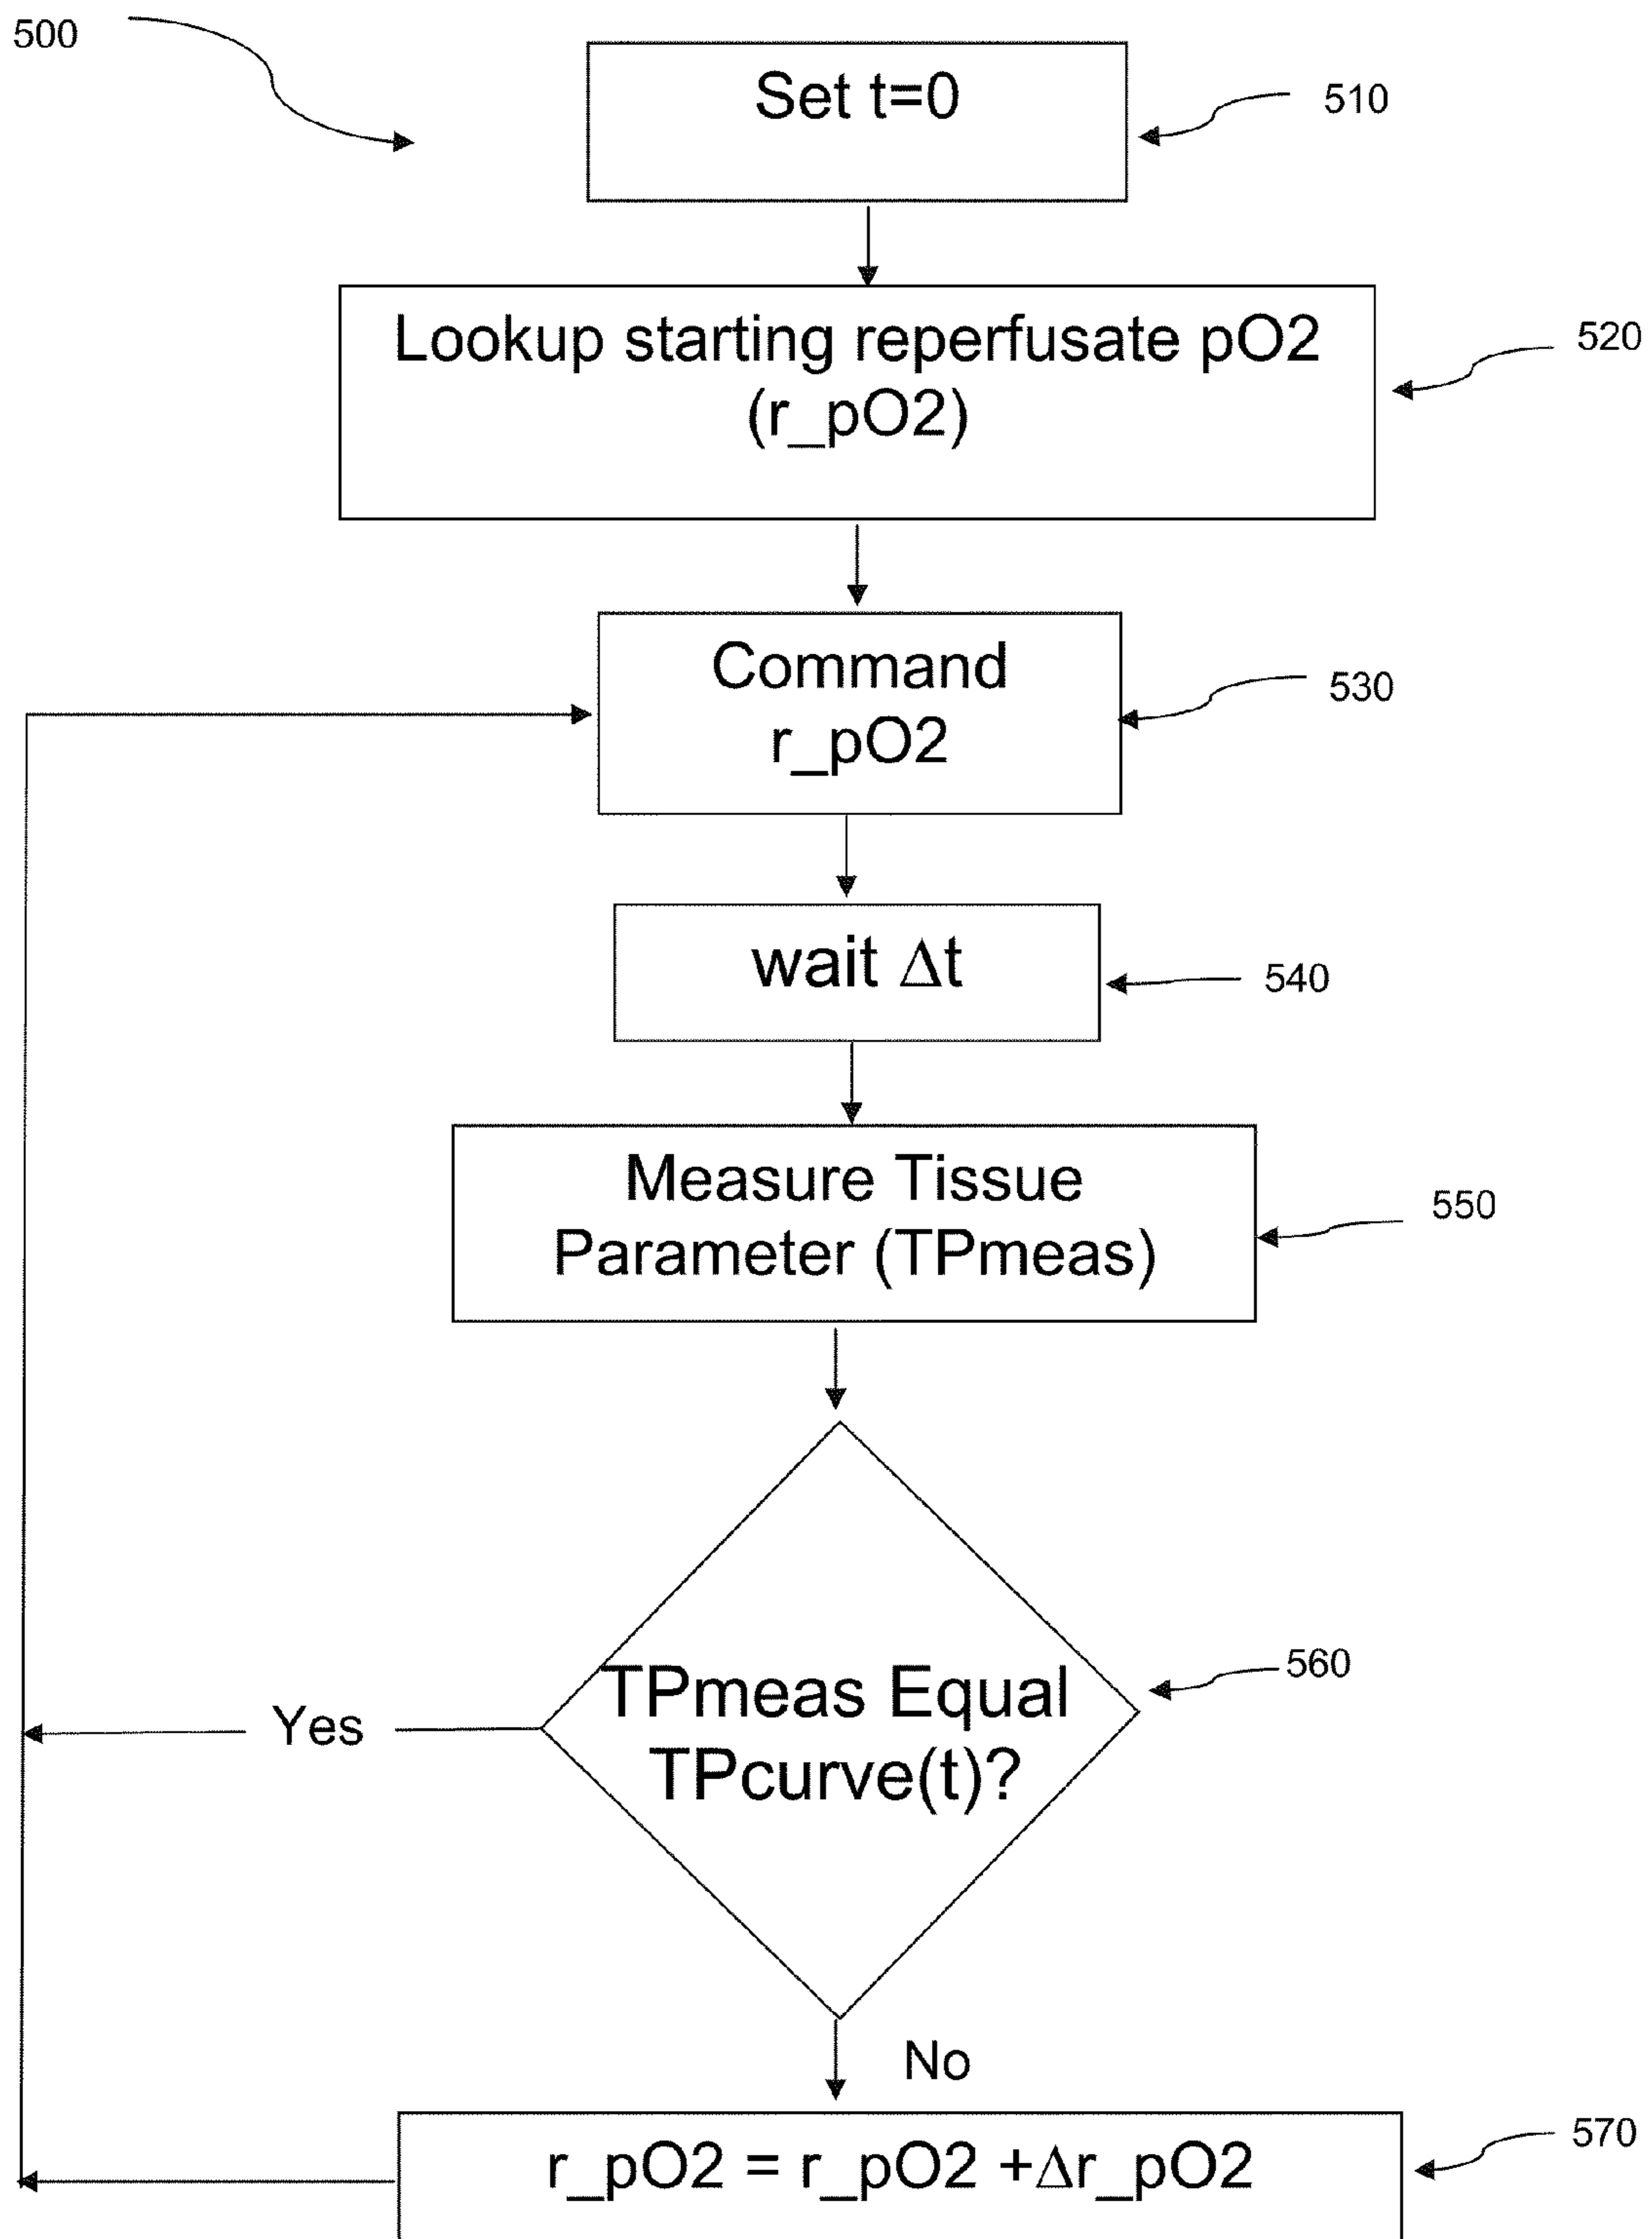 500
Set t=0
510
Lookup starting reperfusate pO2
(r_pO2)
520
Command
r_pO2
530
wait Δt
540
Measure Tissue
Parameter (TPmeas)
550
TPmeas Equal
TPcurve(t)?
560
Yes
No
r_pO2 = r_pO2 +Δr_pO2
570